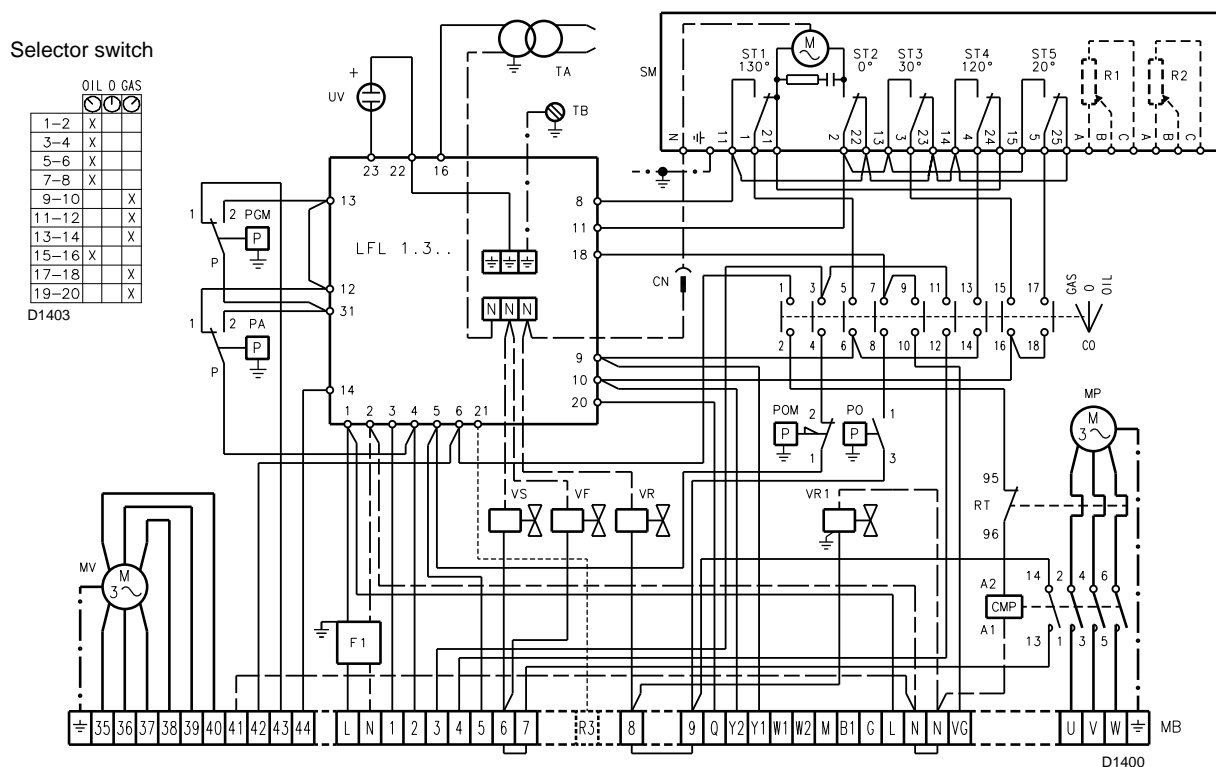 Selector switch
OIL O GAS
1-2 X
3-4 X
5-6 X
7-8 X
9-10 X
11-12 X
13-14 X
15-16 X
17-18 X
19-20 X
D1403
TA
+
UV
TB
23 22 16
LFL 1.3..
13
12
31
14
8
11
18
9
10
20
1 2 3 4 5 6 21
N N N
1 2 PGM
P
P
1 2 PA
P
P
CN
SM
M
ST1 130°
ST2 0°
ST3 30°
ST4 120°
ST5 20°
R1
R2
N 11 1 21 2 22 13 3 23 14 4 24 15 5 25 A B C A B C
1 3 5 7 9 11 13 15 17
2 4 6 8 10 12 14 16 18
GAS
O
OIL
CO
POM
P
2
1
PO
P
1
3
VS
VF
VR
VR1
MP
M
3~
95
RT
96
A2
CMP
A1
14 2 4 6
13 1 3 5
MV
M
3~
F1
35 36 37 38 39 40 41 42 43 44 L N 1 2 3 4 5 6 7 R3 8 9 Q Y2 Y1 W1 W2 M B1 G L N N VG U V W MB
D1400